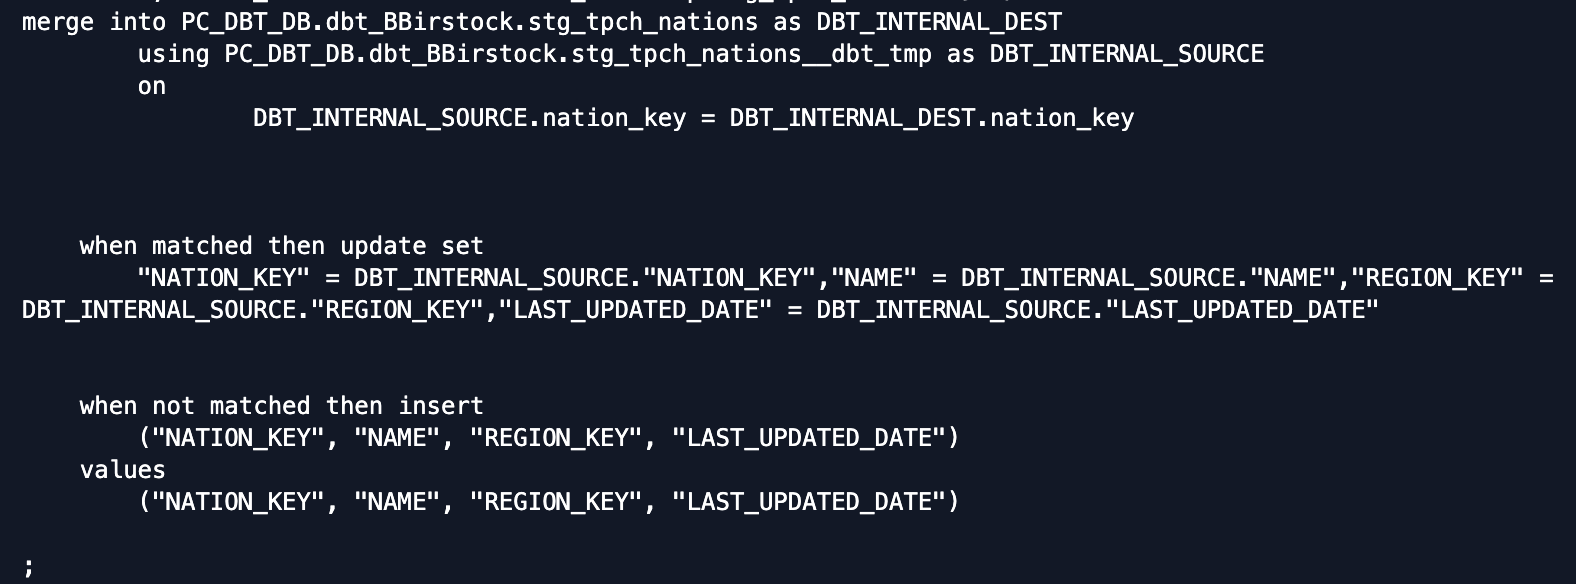 merge into PC_DBT_DB.dbt_BBirstock.stg_tpch_nations as DBT_INTERNAL_DEST
using PC_DBT_DB.dbt_BBirstock.stg_tpch_nations__dbt_tmp as DBT_INTERNAL_SOURCE
on
DBT_INTERNAL_SOURCE.nation_key = DBT_INTERNAL_DEST.nation_key
when matched then update set
"NATION_KEY" = DBT_INTERNAL_SOURCE."NATION_KEY","NAME" = DBT_INTERNAL_SOURCE."NAME","REGION_KEY" =
DBT_INTERNAL_SOURCE."REGION_KEY","LAST_UPDATED_DATE" = DBT_INTERNAL_SOURCE."LAST_UPDATED_DATE"
when not matched then insert
("NATION_KEY", "NAME", "REGION_KEY", "LAST_UPDATED_DATE")
values
("NATION_KEY", "NAME", "REGION_KEY", "LAST_UPDATED_DATE")
;